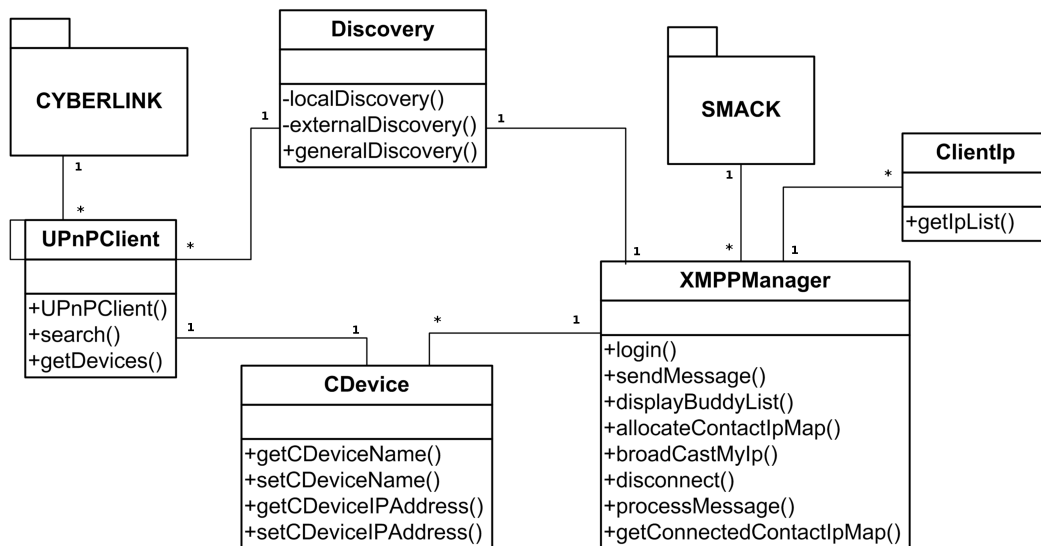 CYBERLINK
1
*
Discovery
-localDiscovery()
-externalDiscovery()
+generalDiscovery()
1
1
*
1
SMACK
1
*
ClientIp
+getIpList()
*
1
UPnPClient
+UPnPClient()
+search()
+getDevices()
1
1
*
1
CDevice
+getCDeviceName()
+setCDeviceName()
+getCDeviceIPAddress()
+setCDeviceIPAddress()
XMPPManager
+login()
+sendMessage()
+displayBuddyList()
+allocateContactIpMap()
+broadCastMyIp()
+disconnect()
+processMessage()
+getConnectedContactIpMap()